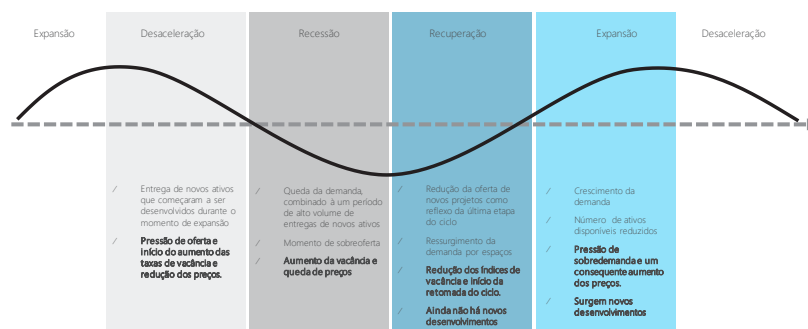 Expansão
Desaceleração
Recessão
Recuperação
Expansão
Desaceleração
/ Entrega de novos ativos
que começaram a ser
desenvolvidos durante o
momento de expansão
/ Pressão de oferta e
início do aumento das
taxas de vacância e
redução dos preços.
/ Queda da demanda,
combinado à um período
de alto volume de
entregas de novos ativos
/ Momento de sobreoferta
/ Aumento da vacância e
queda de preços
/ Redução da oferta de
novos projetos como
reflexo da última etapa
do ciclo
/ Ressurgimento da
demanda por espaços
/ Redução dos índices de
vacância e início da
retomada do ciclo.
/ Ainda não há novos
desenvolvimentos
/ Crescimento da
demanda
/ Número de ativos
disponíveis reduzidos
/ Pressão de
sobredemanda e um
consequente aumento
dos preços.
/ Surgem novos
desenvolvimentos